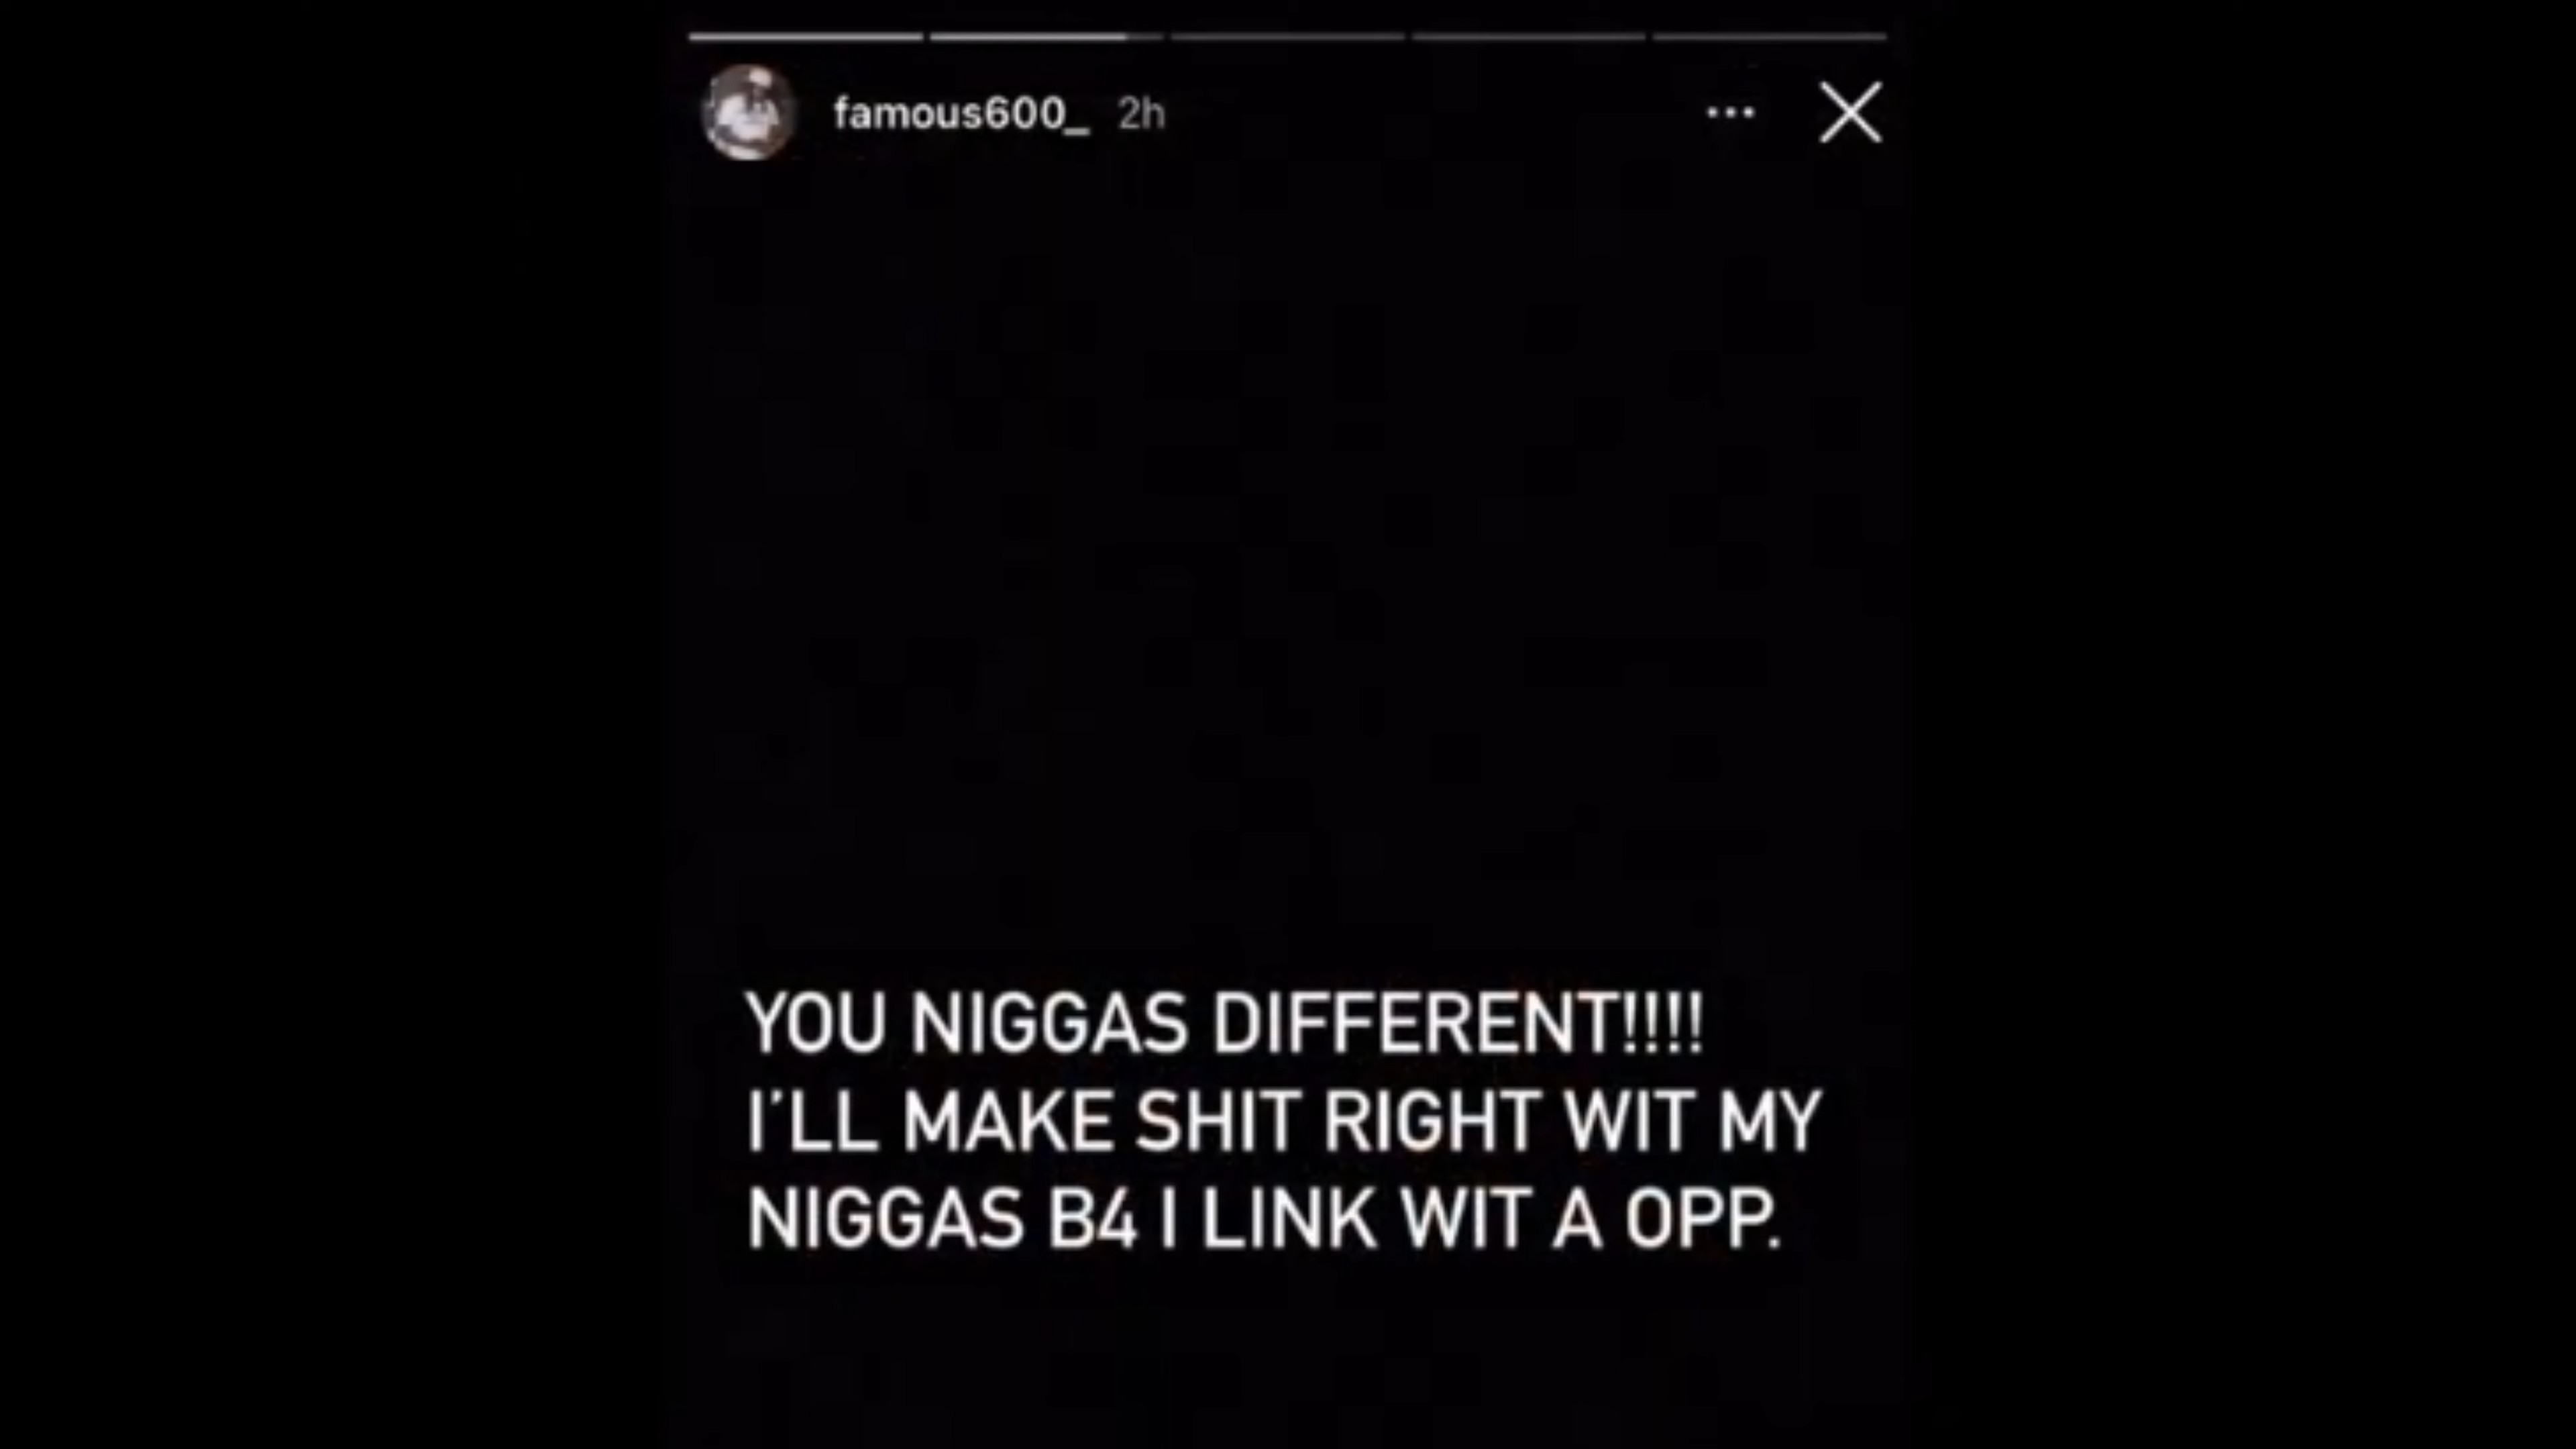 famous600_ 2h
YOU NIGGAS DIFFERENT!!!!
I'LL MAKE SHIT RIGHT WIT MY
NIGGAS B4 I LINK WIT A OPP.